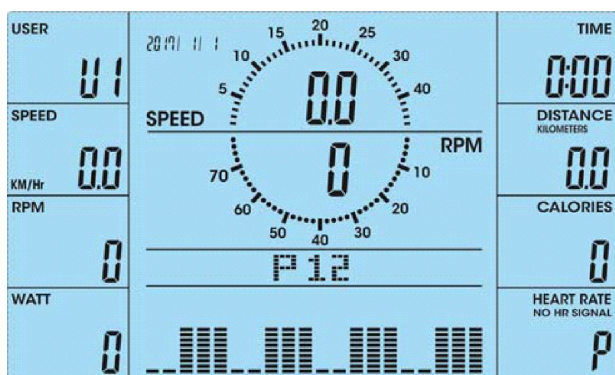 USER
U1
SPEED
KM/Hr 0.0
RPM
0
WATT
0
2017/ 1/ 1
5 10 15 20 25 30 40
0.0
SPEED
RPM
0
70 60 50 40 30 20 10
P12
TIME
0:00
DISTANCE
KILOMETERS
0.0
CALORIES
0
HEART RATE
NO HR SIGNAL
P